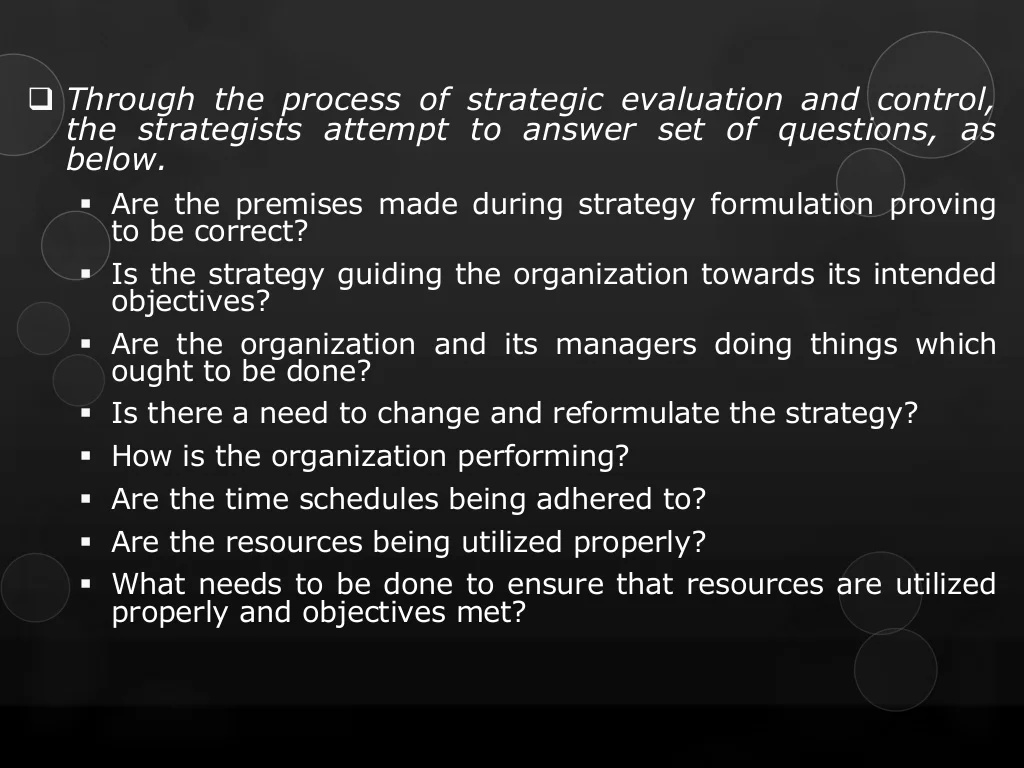 ❑ Through the process of strategic evaluation and control,
the strategists attempt to answer set of questions, as
below.
▪ Are the premises made during strategy formulation proving
to be correct?
▪ Is the strategy guiding the organization towards its intended
objectives?
▪ Are the organization and its managers doing things which
ought to be done?
▪ Is there a need to change and reformulate the strategy?
▪ How is the organization performing?
▪ Are the time schedules being adhered to?
▪ Are the resources being utilized properly?
▪ What needs to be done to ensure that resources are utilized
properly and objectives met?